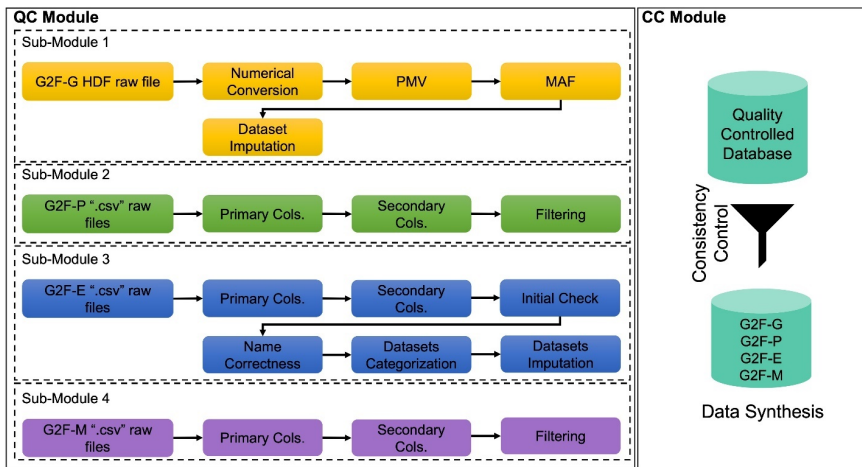 QC Module
Sub-Module 1
G2F-G HDF raw file
Numerical
Conversion
PMV
MAF
Dataset
Imputation
Sub-Module 2
G2F-P “.csv” raw
files
Primary Cols.
Secondary
Cols.
Filtering
Sub-Module 3
G2F-E “.csv” raw
files
Primary Cols.
Secondary
Cols.
Initial Check
Name
Correctness
Datasets
Categorization
Datasets
Imputation
Sub-Module 4
G2F-M “.csv” raw
files
Primary Cols.
Secondary
Cols.
Filtering
CC Module
Quality
Controlled
Database
Consistency
Control
G2F-G
G2F-P
G2F-E
G2F-M
Data Synthesis